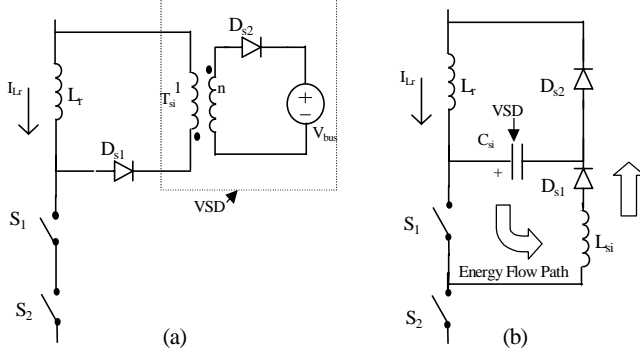 D_s2
1
I_Lr
L_r
T_si
n
+
−
V_bus
D_s1
VSD
S_1
S_2
(a)
I_Lr
L_r
D_s2
VSD
C_si
+
D_s1
S_1
L_si
Energy Flow Path
S_2
(b)